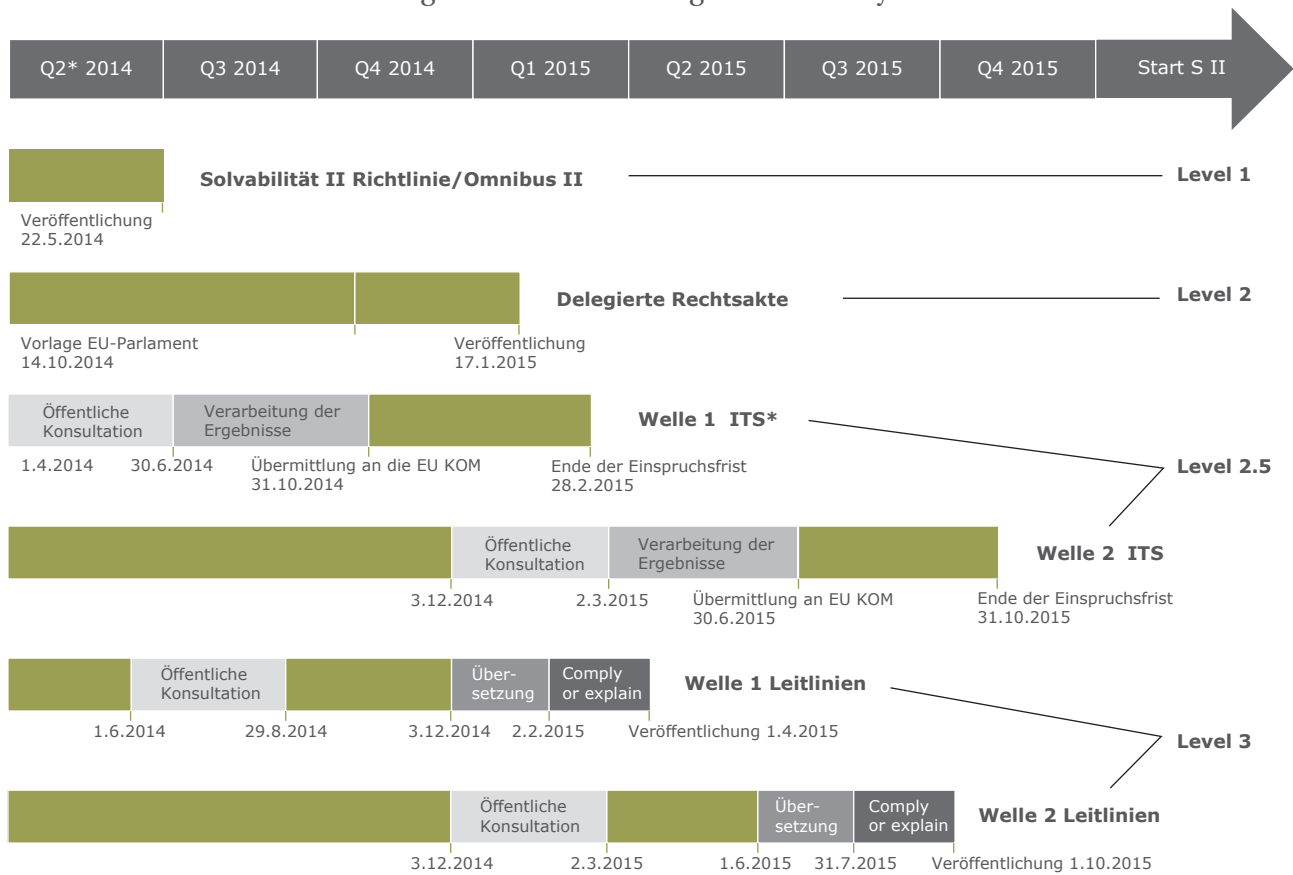 Q2* 2014 Q3 2014 Q4 2014 Q1 2015 Q2 2015 Q3 2015 Q4 2015 Start S II
Solvabilität II Richtlinie/Omnibus II
Level 1
Veröffentlichung
22.5.2014
Delegierte Rechtsakte
Level 2
Vorlage EU-Parlament
14.10.2014
Veröffentlichung
17.1.2015
Öffentliche
Konsultation
Verarbeitung der
Ergebnisse
Welle 1 ITS*
1.4.2014
30.6.2014
Übermittlung an die EU KOM
31.10.2014
Ende der Einspruchsfrist
28.2.2015
Level 2.5
Öffentliche
Konsultation
Verarbeitung der
Ergebnisse
Welle 2 ITS
3.12.2014
2.3.2015
Übermittlung an EU KOM
30.6.2015
Ende der Einspruchsfrist
31.10.2015
Öffentliche
Konsultation
Über-
setzung
Comply
or explain
Welle 1 Leitlinien
1.6.2014
29.8.2014
3.12.2014
2.2.2015
Veröffentlichung 1.4.2015
Level 3
Öffentliche
Konsultation
Über-
setzung
Comply
or explain
Welle 2 Leitlinien
3.12.2014
2.3.2015
1.6.2015
31.7.2015
Veröffentlichung 1.10.2015